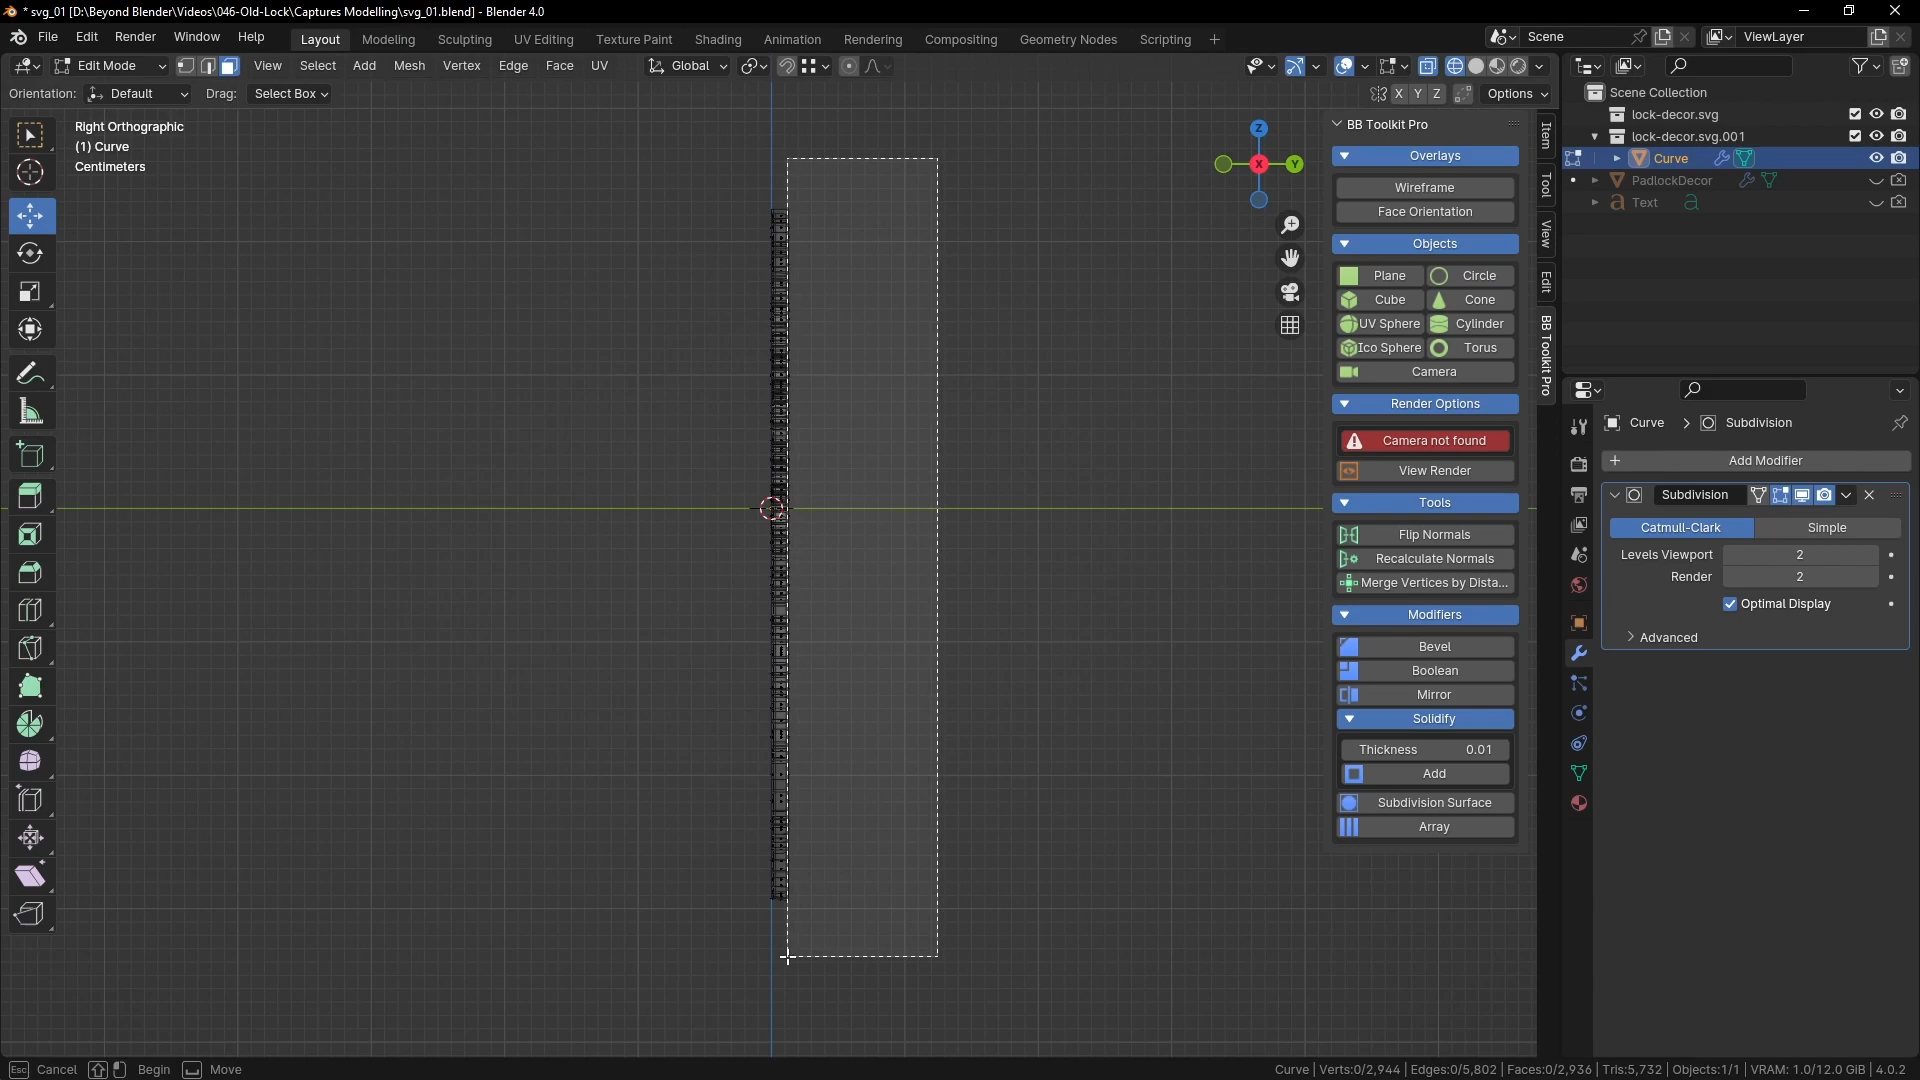 * svg_01 [D:\Beyond Blender\Videos\046-Old-Lock\Captures Modelling\svg_01.blend] - Blender 4.0
File Edit Render Window Help Layout Modeling Sculpting UV Editing Texture Paint Shading Animation Rendering Compositing Geometry Nodes Scripting + Scene ViewLayer
Edit Mode View Select Add Mesh Vertex Edge Face UV Global
Orientation: Default Drag: Select Box X Y Z Options
Right Orthographic
(1) Curve
Centimeters
Z
X
Y
BB Toolkit Pro
Overlays
Wireframe
Face Orientation
Objects
Plane Circle
Cube Cone
UV Sphere Cylinder
Ico Sphere Torus
Camera
Render Options
Camera not found
View Render
Tools
Flip Normals
Recalculate Normals
Merge Vertices by Dista...
Modifiers
Bevel
Boolean
Mirror
Solidify
Thickness 0.01
Add
Subdivision Surface
Array
Item
Tool
View
Edit
BB Toolkit Pro
Scene Collection
lock-decor.svg
lock-decor.svg.001
Curve
PadlockDecor
Text
Curve > Subdivision
+ Add Modifier
Subdivision
Catmull-Clark Simple
Levels Viewport 2
Render 2
Optimal Display
Advanced
Esc Cancel Begin Move Curve | Verts:0/2,944 | Edges:0/5,802 | Faces:0/2,936 | Tris:5,732 | Objects:1/1 | VRAM: 1.0/12.0 GiB | 4.0.2